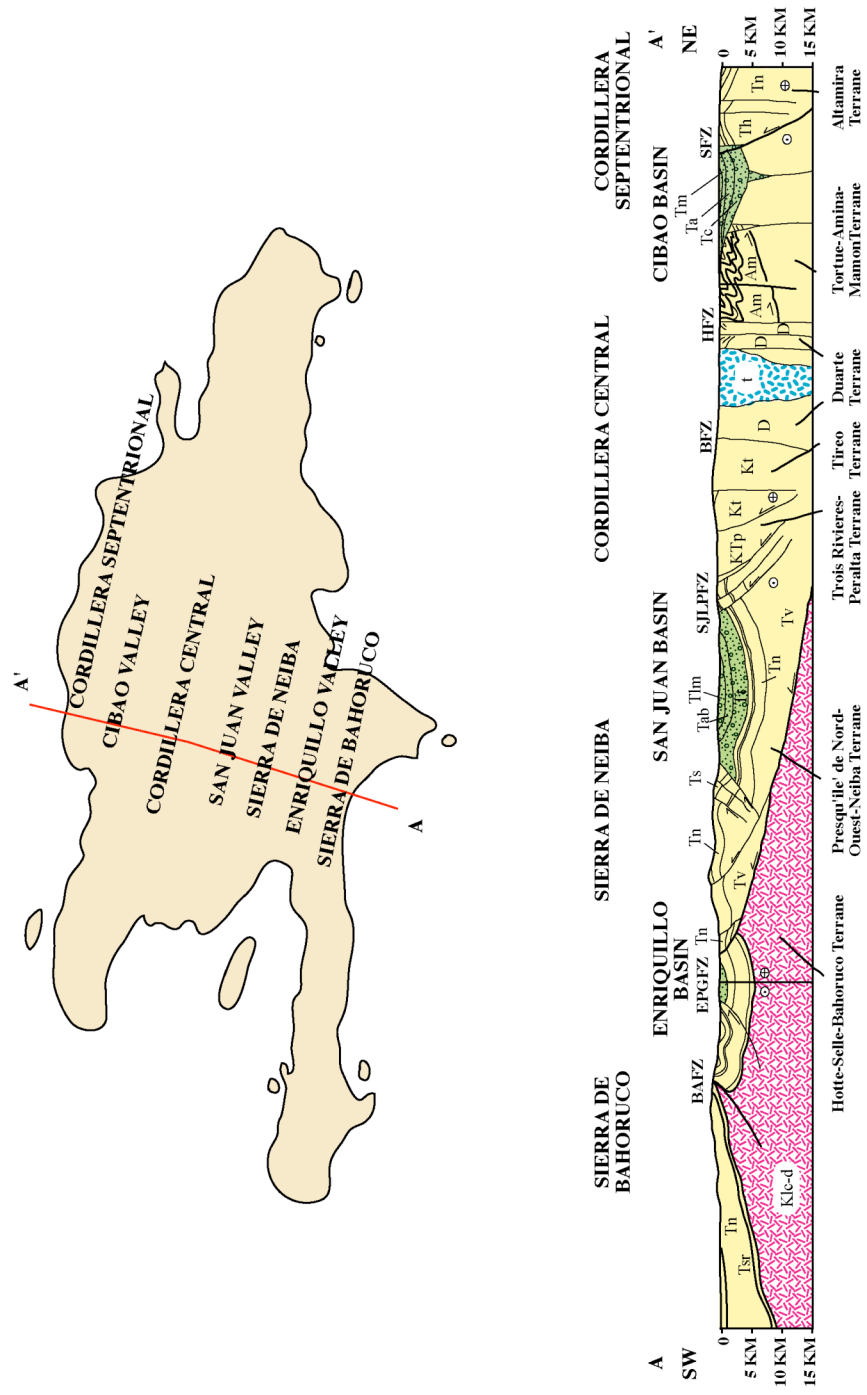 A'
CORDILLERA SEPTENTRIONAL
CIBAO VALLEY
CORDILLERA CENTRAL
SAN JUAN VALLEY
SIERRA DE NEIBA
ENRIQUILLO VALLEY
SIERRA DE BAHORUCO
A
SIERRA DE
BAHORUCO
ENRIQUILLO
BASIN
SIERRA DE NEIBA
SAN JUAN BASIN
CORDILLERA CENTRAL
CIBAO BASIN
CORDILLERA
SEPTENTRIONAL
A
SW
A'
NE
BAFZ
EPGFZ
SJLPFZ
BFZ
HFZ
SFZ
Tn
Tn
Ts
Tab
Tlm
Tc
Ta
Tm
0
5 KM
10 KM
15 KM
Tsr
Tn
Klc-d
Tv
Tn
Tv
KTp
Kt
Kt
D
t
D
D
Am
Am
Th
Tn
0
5 KM
10 KM
15 KM
Hotte-Selle-Bahoruco Terrane
Presqu'ile' de Nord-
Ouest-Neiba Terrane
Trois Rivieres-
Peralta Terrane
Tireo
Terrane
Duarte
Terrane
Tortue-Amina-
MamonTerrane
Altamira
Terrane